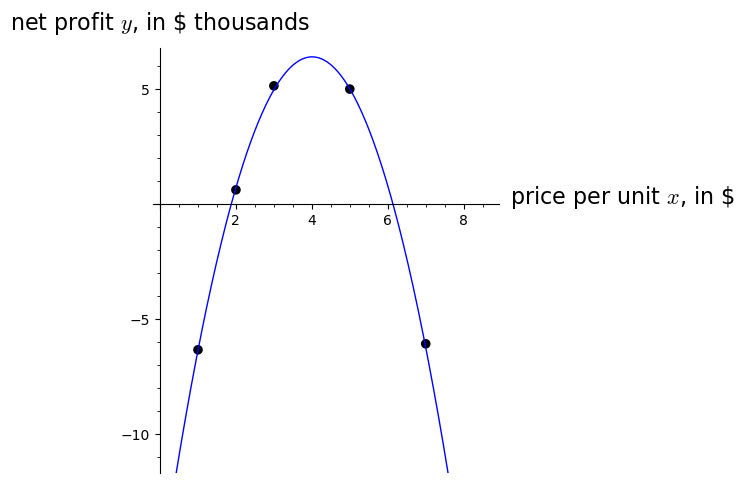 net profit y, in $ thousands
5
price per unit x, in $
2 4 6 8
−5
−10